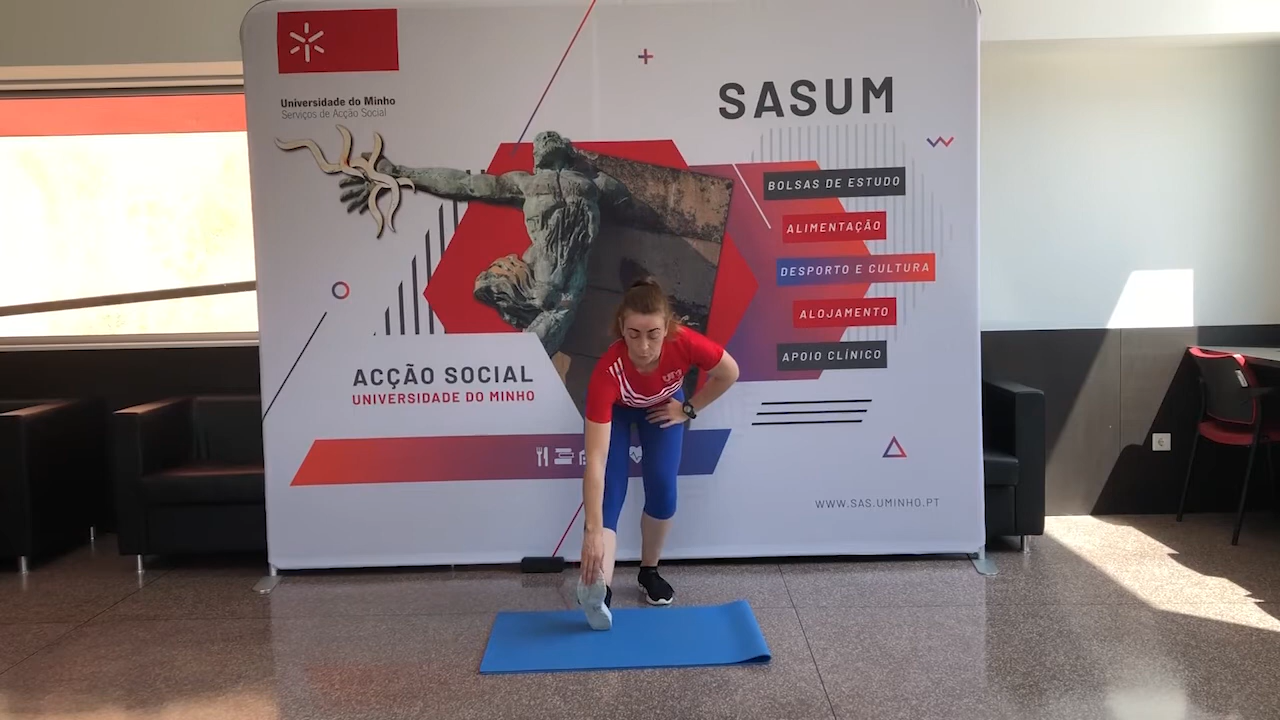 Universidade do Minho
Serviços de Acção Social
SASUM
BOLSAS DE ESTUDO
ALIMENTAÇÃO
DESPORTO E CULTURA
ALOJAMENTO
APOIO CLÍNICO
ACÇÃO SOCIAL
UNIVERSIDADE DO MINHO
WWW.SAS.UMINHO.PT